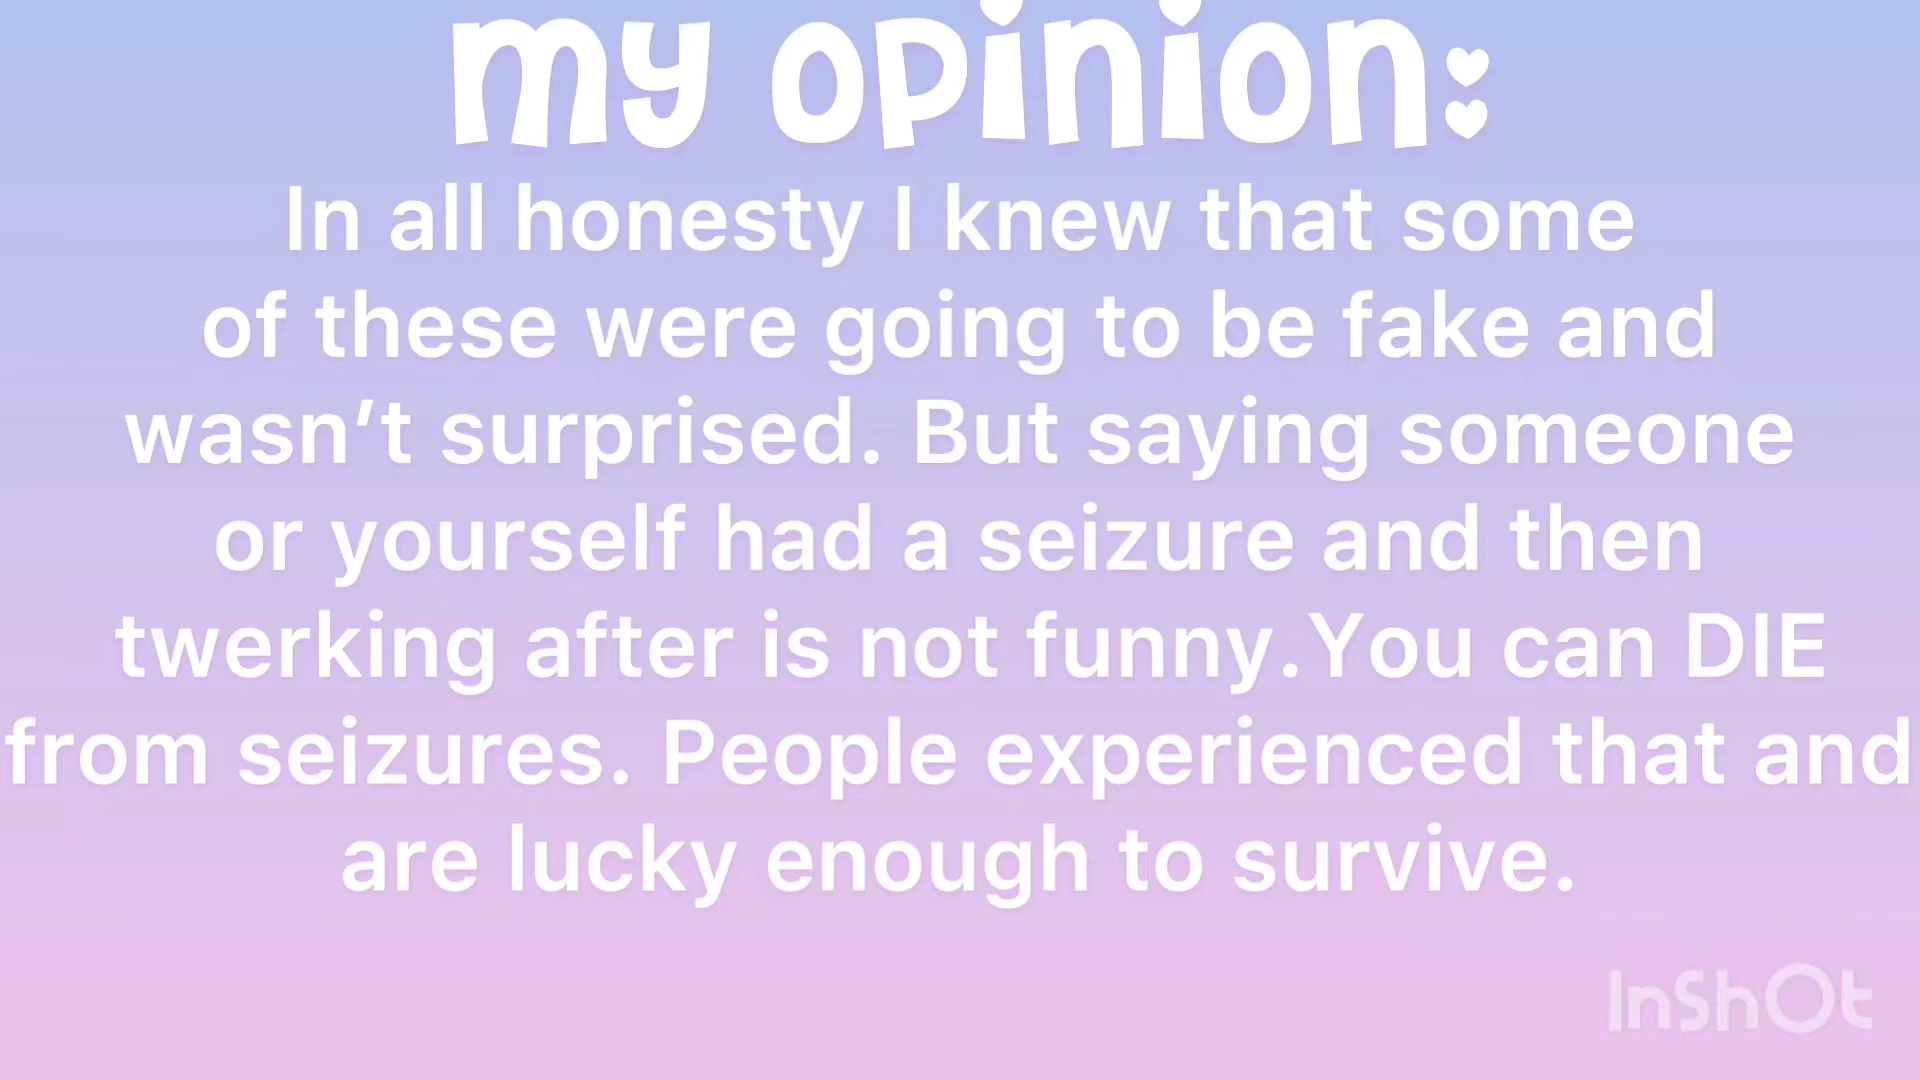 my opinion:
In all honesty I knew that some
of these were going to be fake and
wasn’t surprised. But saying someone
or yourself had a seizure and then
twerking after is not funny.You can DIE
from seizures. People experienced that and
are lucky enough to survive.
InShOt